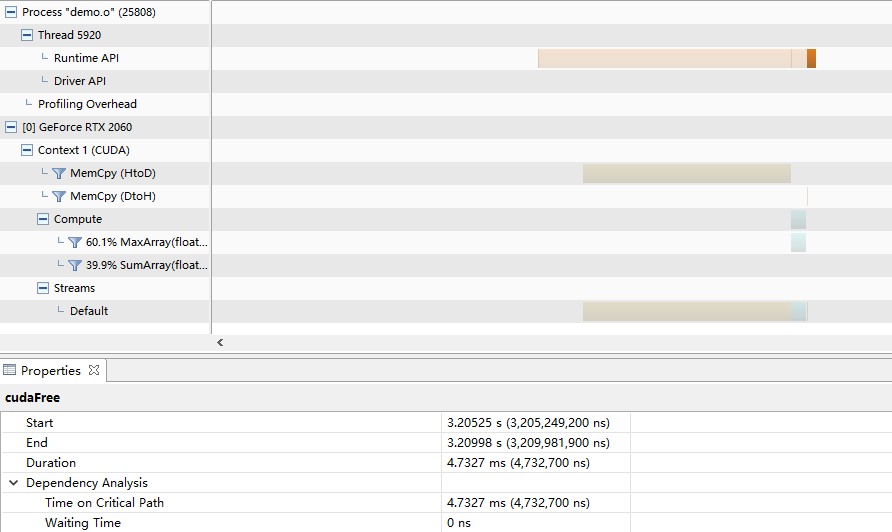 Process "demo.o" (25808)
Thread 5920
Runtime API
Driver API
Profiling Overhead
[0] GeForce RTX 2060
Context 1 (CUDA)
MemCpy (HtoD)
MemCpy (DtoH)
Compute
60.1% MaxArray(float...
39.9% SumArray(float...
Streams
Default
Properties
cudaFree
Start 3.20525 s (3,205,249,200 ns)
End 3.20998 s (3,209,981,900 ns)
Duration 4.7327 ms (4,732,700 ns)
Dependency Analysis
Time on Critical Path 4.7327 ms (4,732,700 ns)
Waiting Time 0 ns